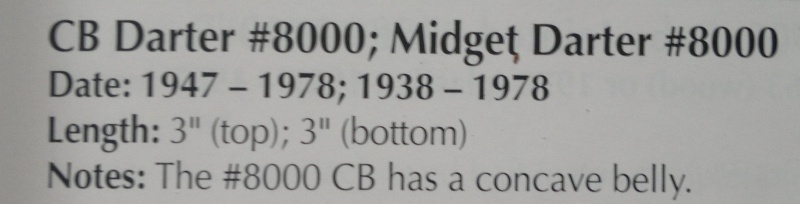 CB Darter #8000; Midget Darter #8000
Date: 1947 – 1978; 1938 – 1978
Length: 3" (top); 3" (bottom)
Notes: The #8000 CB has a concave belly.